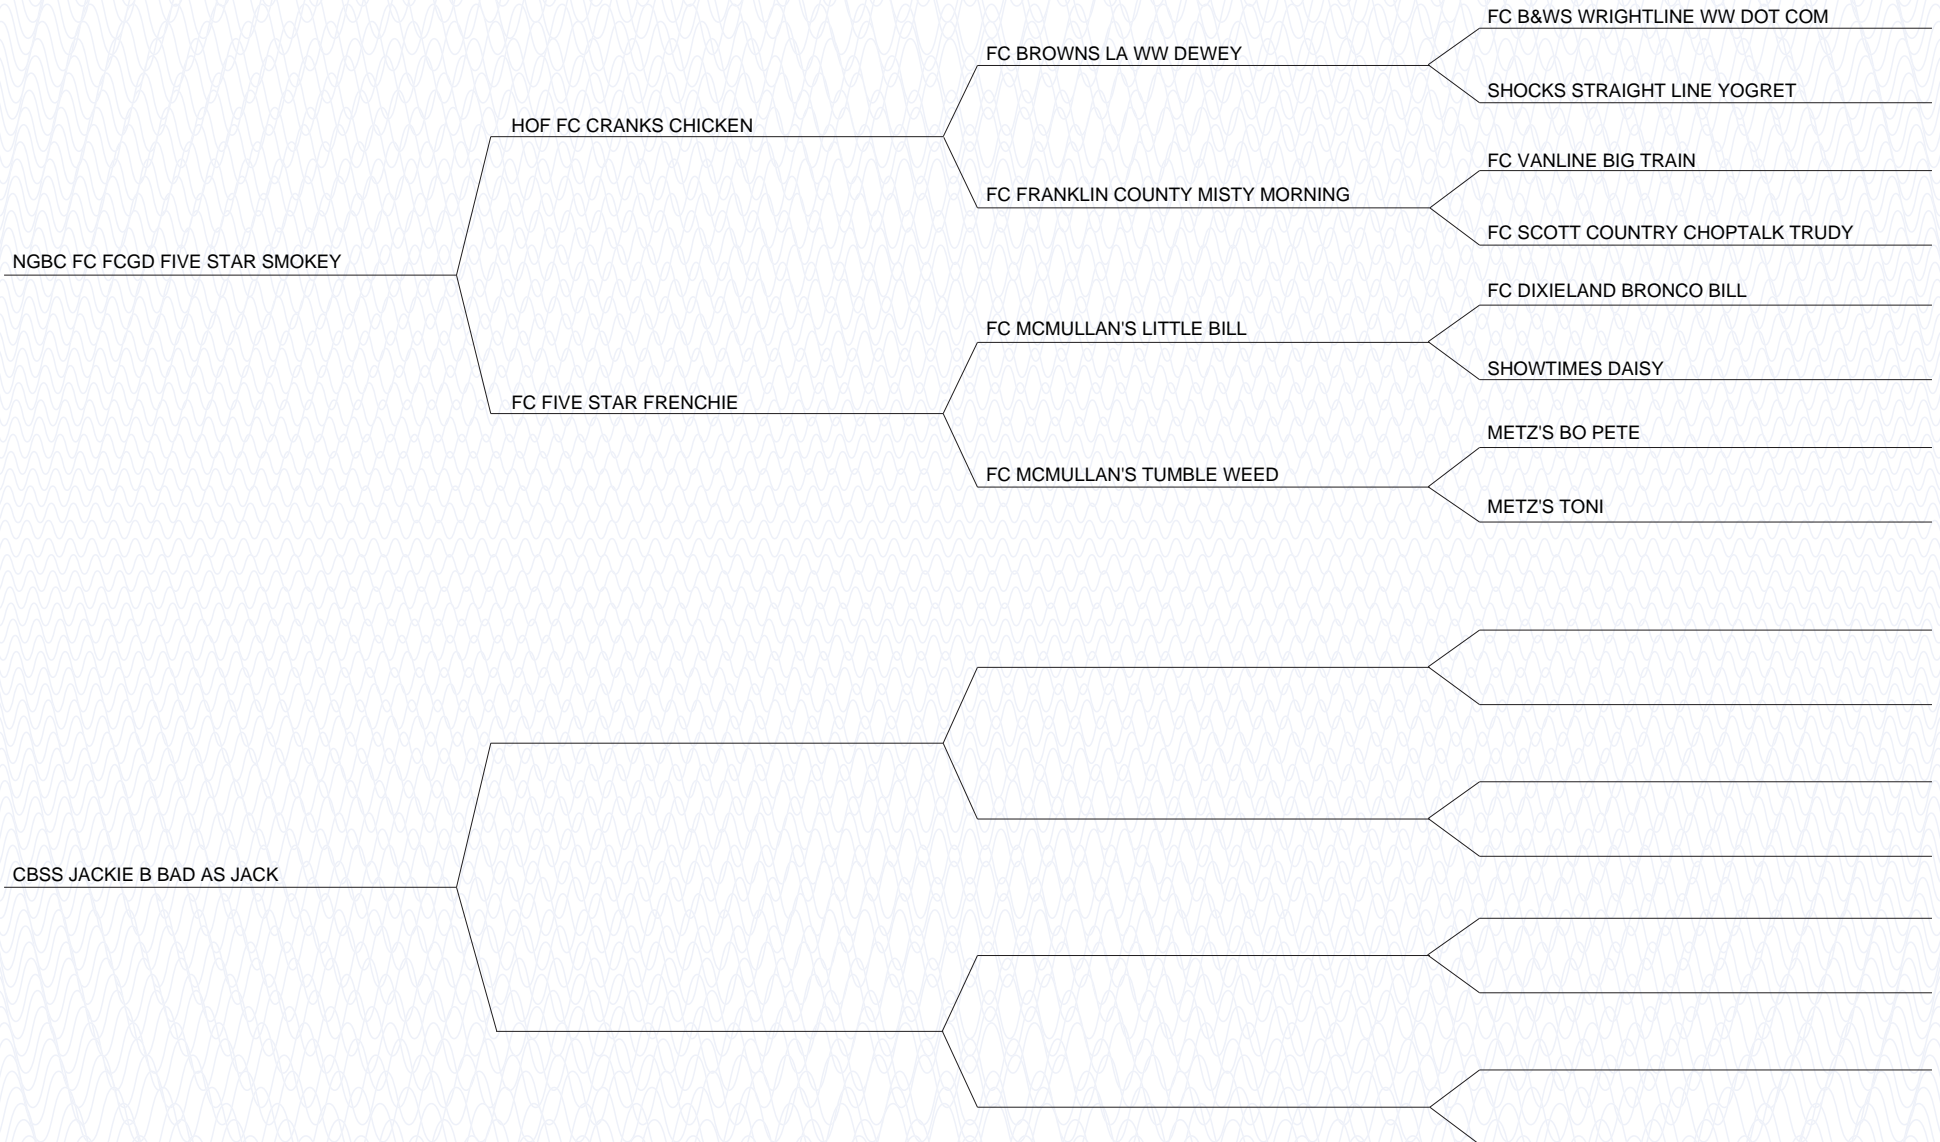 FC B&WS WRIGHTLINE WW DOT COM
FC BROWNS LA WW DEWEY
SHOCKS STRAIGHT LINE YOGRET
HOF FC CRANKS CHICKEN
FC VANLINE BIG TRAIN
FC FRANKLIN COUNTY MISTY MORNING
FC SCOTT COUNTRY CHOPTALK TRUDY
NGBC FC FCGD FIVE STAR SMOKEY
FC DIXIELAND BRONCO BILL
FC MCMULLAN'S LITTLE BILL
SHOWTIMES DAISY
FC FIVE STAR FRENCHIE
METZ'S BO PETE
FC MCMULLAN'S TUMBLE WEED
METZ'S TONI
CBSS JACKIE B BAD AS JACK